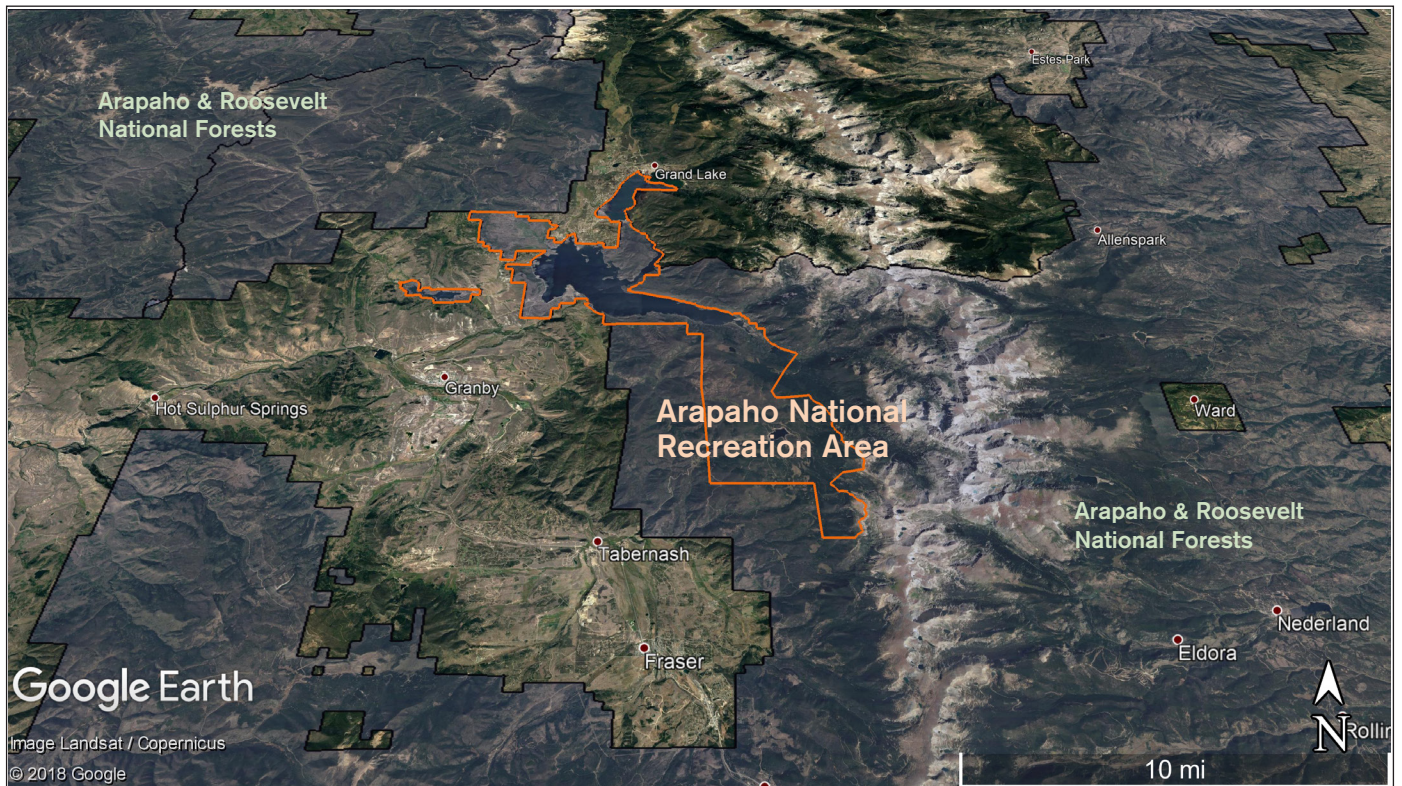 Estes Park
Arapaho & Roosevelt
National Forests
Grand Lake
Allenspark
Granby
Hot Sulphur Springs
Ward
Arapaho National
Recreation Area
Arapaho & Roosevelt
National Forests
Tabernash
Nederland
Eldora
Fraser
Google Earth
N
Rollin
Image Landsat / Copernicus
10 mi
© 2018 Google